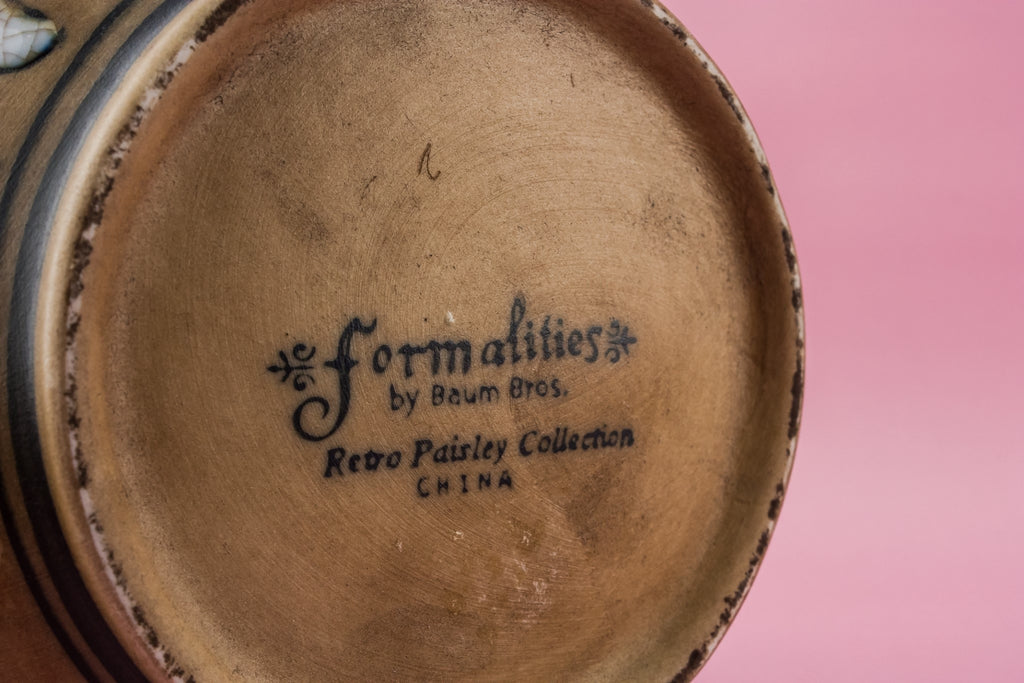 formalities
by Baum Bros.
Retro Paisley Collection
CHINA